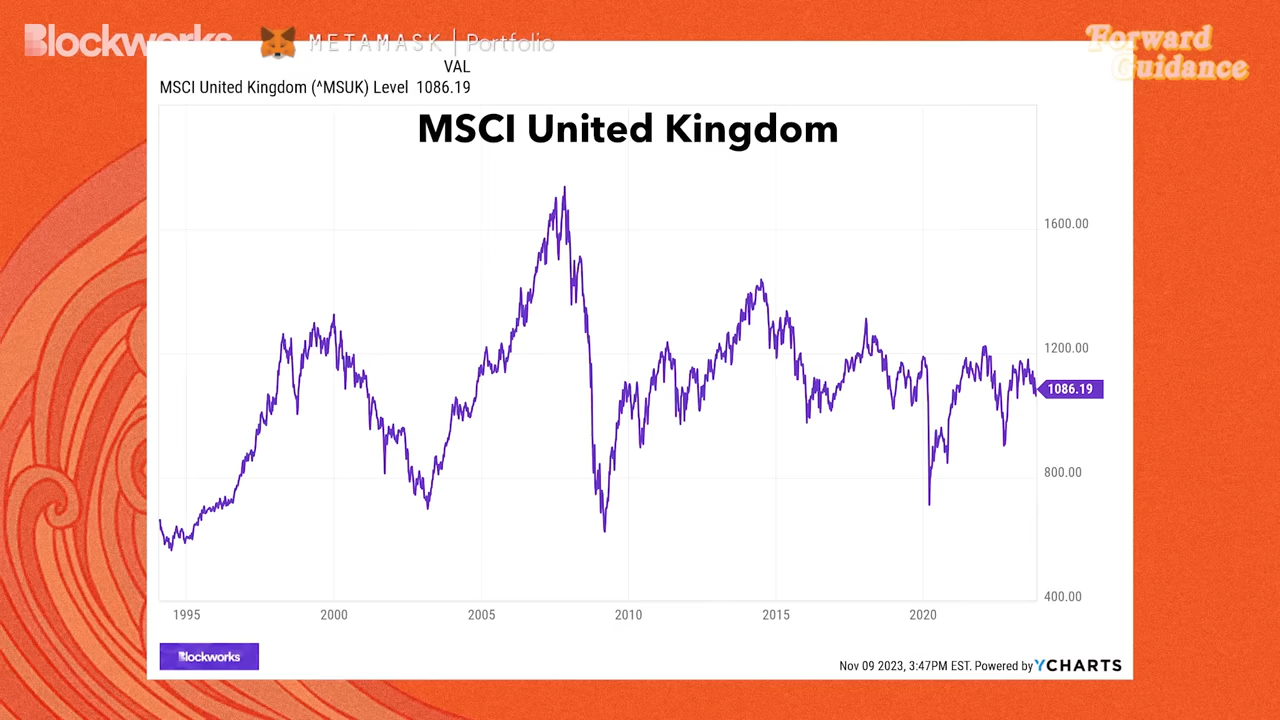 Blockworks
METAMASK | Portfolio
Forward
Guidance
VAL
MSCI United Kingdom (^MSUK) Level 1086.19
MSCI United Kingdom
1600.00
1200.00
1086.19
800.00
400.00
1995 2000 2005 2010 2015 2020
Blockworks
Nov 09 2023, 3:47PM EST. Powered by YCHARTS